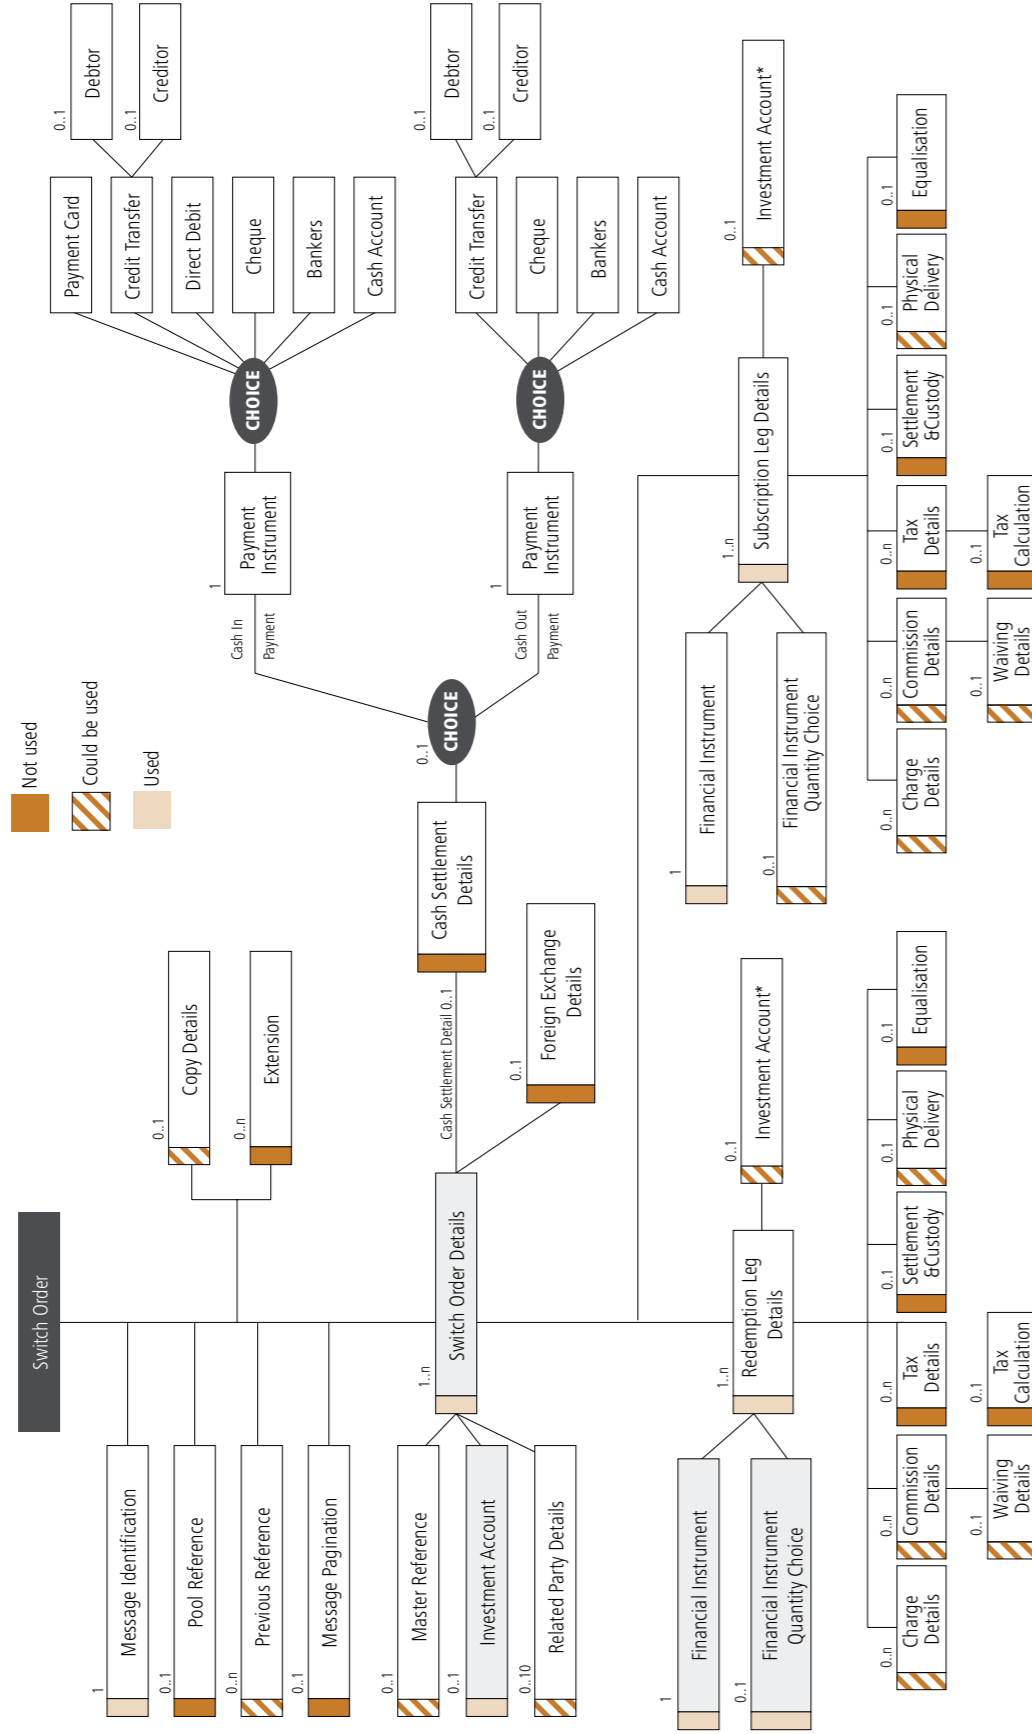 Switch Order
Not used
Could be used
Used
1
Message Identification
0..1
Pool Reference
0..n
Previous Reference
0..1
Message Pagination
0..1
Copy Details
0..n
Extension
1..n
Switch Order Details
0..1
Master Reference
0..1
Investment Account
0..10
Related Party Details
Cash Settlement Detail 0..1
Cash Settlement
Details
0..1
Foreign Exchange
Details
0..1
CHOICE
Cash In
Payment
1
Payment
Instrument
CHOICE
Payment Card
Credit Transfer
Direct Debit
Cheque
Bankers
Cash Account
0..1
Debtor
0..1
Creditor
Cash Out
Payment
1
Payment
Instrument
CHOICE
Credit Transfer
Cheque
Bankers
Cash Account
0..1
Debtor
0..1
Creditor
1..n
Redemption Leg
Details
1
Financial Instrument
0..1
Financial Instrument
Quantity Choice
0..1
Investment Account*
0..n
Charge
Details
0..n
Commission
Details
0..1
Waiving
Details
0..n
Tax
Details
0..1
Tax
Calculation
0..1
Settlement
&Custody
0..1
Physical
Delivery
0..1
Equalisation
1..n
Subscription Leg Details
1
Financial Instrument
0..1
Financial Instrument
Quantity Choice
0..1
Investment Account*
0..n
Charge
Details
0..n
Commission
Details
0..1
Waiving
Details
0..n
Tax
Details
0..1
Tax
Calculation
0..1
Settlement
&Custody
0..1
Physical
Delivery
0..1
Equalisation